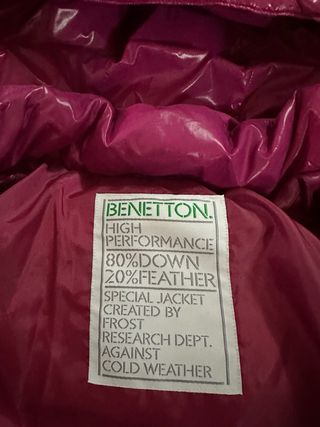 BENETTON.
HIGH
PERFORMANCE
80%DOWN
20%FEATHER
SPECIAL JACKET
CREATED BY
FROST
RESEARCH DEPT.
AGAINST
COLD WEATHER